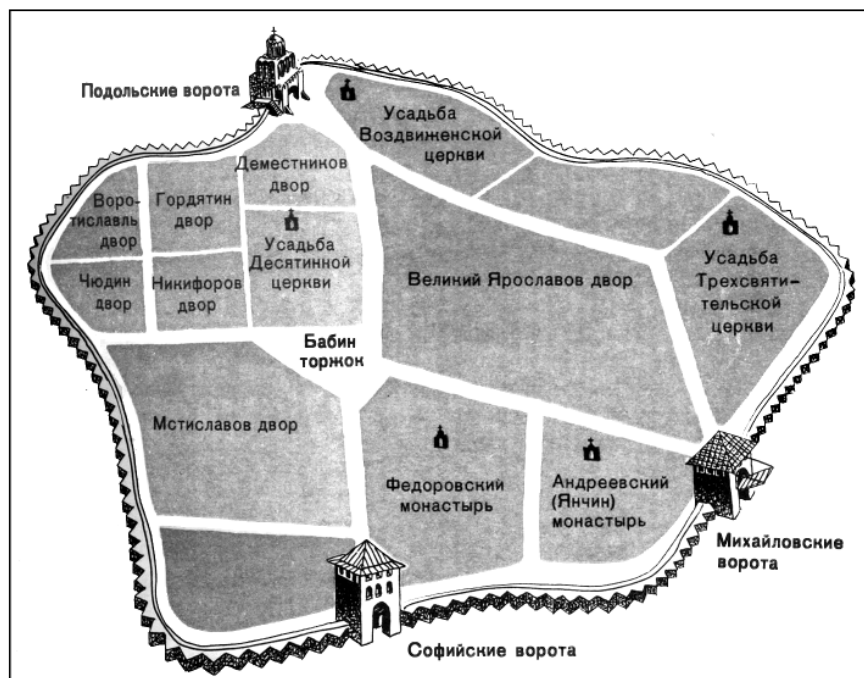 Подольские ворота
Усадьба
Воздвиженской
церкви
Деместников
двор
Воро-
тиславль
двор
Гордятин
двор
Усадьба
Десятинной
церкви
Чюдин
двор
Никифоров
двор
Великий Ярославов двор
Усадьба
Трехсвяти-
тельской
церкви
Бабин
торжок
Мстиславов двор
Федоровский
монастырь
Андреевский
(Янчин)
монастырь
Михайловские
ворота
Софийские ворота